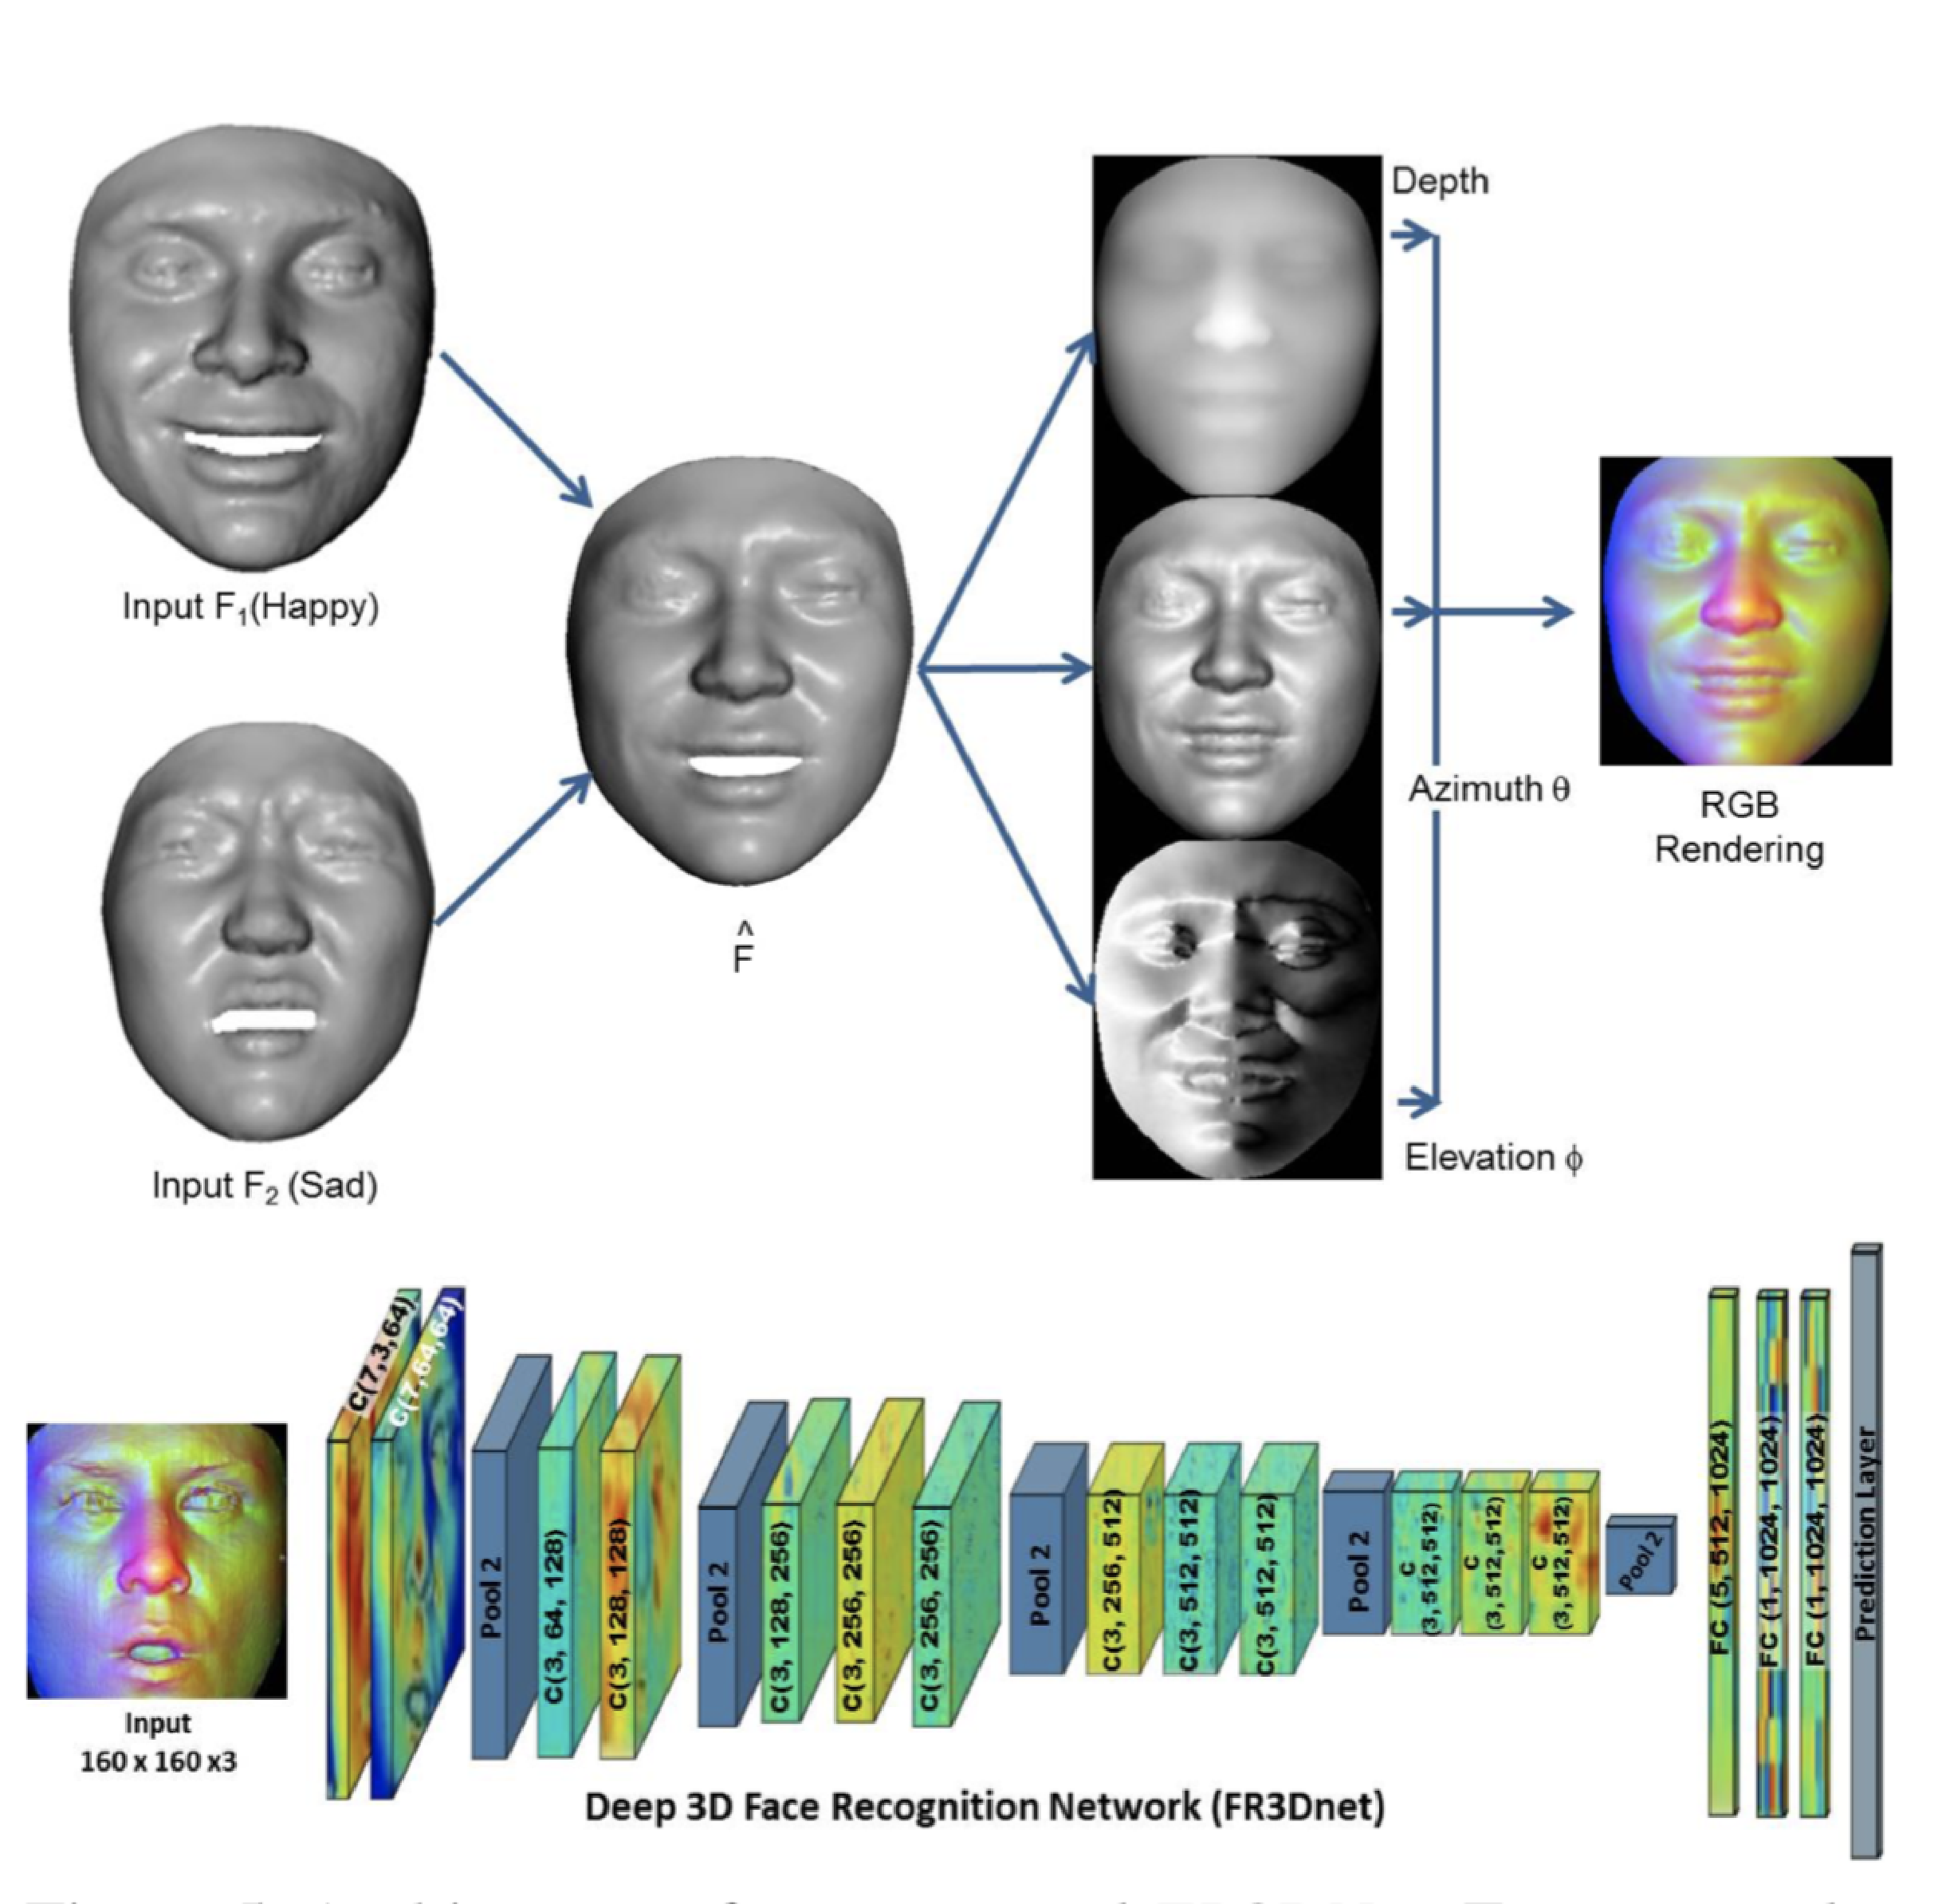 Depth
Input F₁(Happy)
F̂
Azimuth θ
RGB
Rendering
Elevation ϕ
Input F₂ (Sad)
C(7,3,64)
C(7,64,64)
Pool 2
C(3, 64, 128)
C(3, 128, 128)
Pool 2
C(3, 128, 256)
C(3, 256, 256)
C(3, 256, 256)
Pool 2
C(3, 256, 512)
C(3, 512, 512)
C(3, 512, 512)
Pool 2
C
(3, 512, 512)
C
(3, 512, 512)
C
(3, 512, 512)
Pool 2
FC (5, 512, 1024)
FC (1, 1024, 1024)
FC (1, 1024, 1024)
Prediction Layer
Input
160 x 160 x3
Deep 3D Face Recognition Network (FR3Dnet)